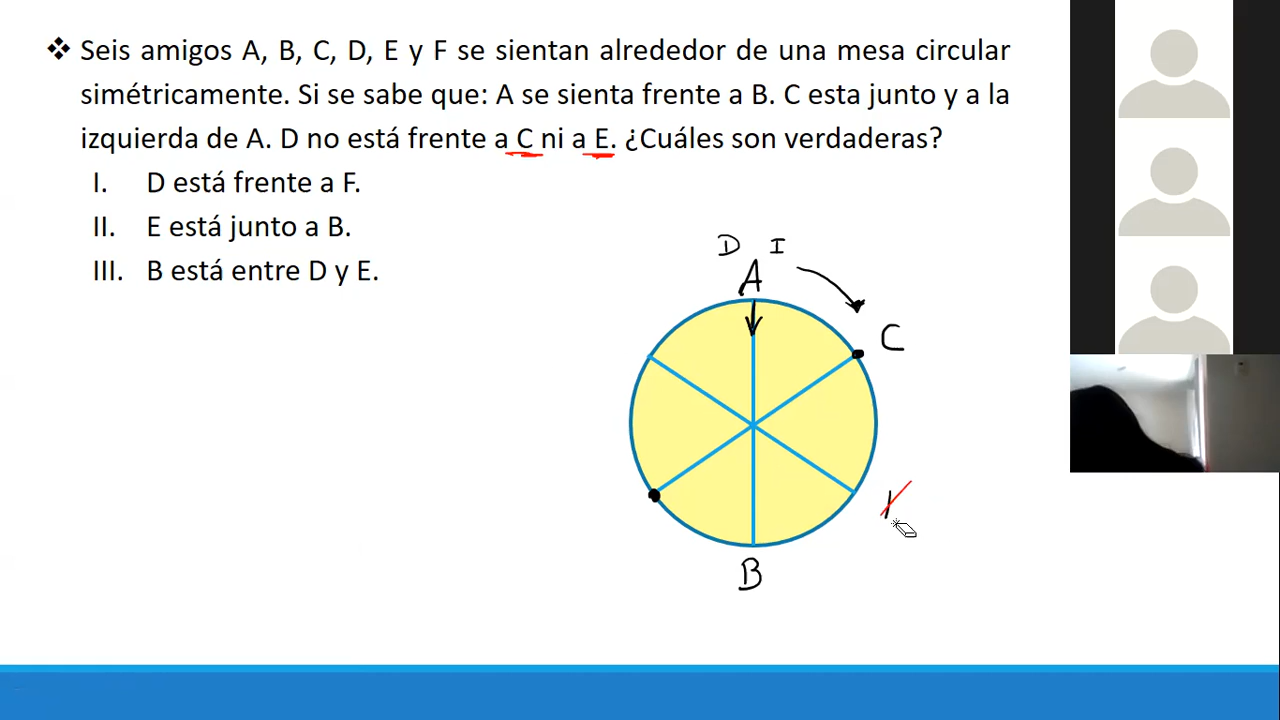 ❖ Seis amigos A, B, C, D, E y F se sientan alrededor de una mesa circular
simétricamente. Si se sabe que: A se sienta frente a B. C esta junto y a la
izquierda de A. D no está frente a C ni a E. ¿Cuáles son verdaderas?
I. D está frente a F.
II. E está junto a B.
III. B está entre D y E.
D I
A
C
B